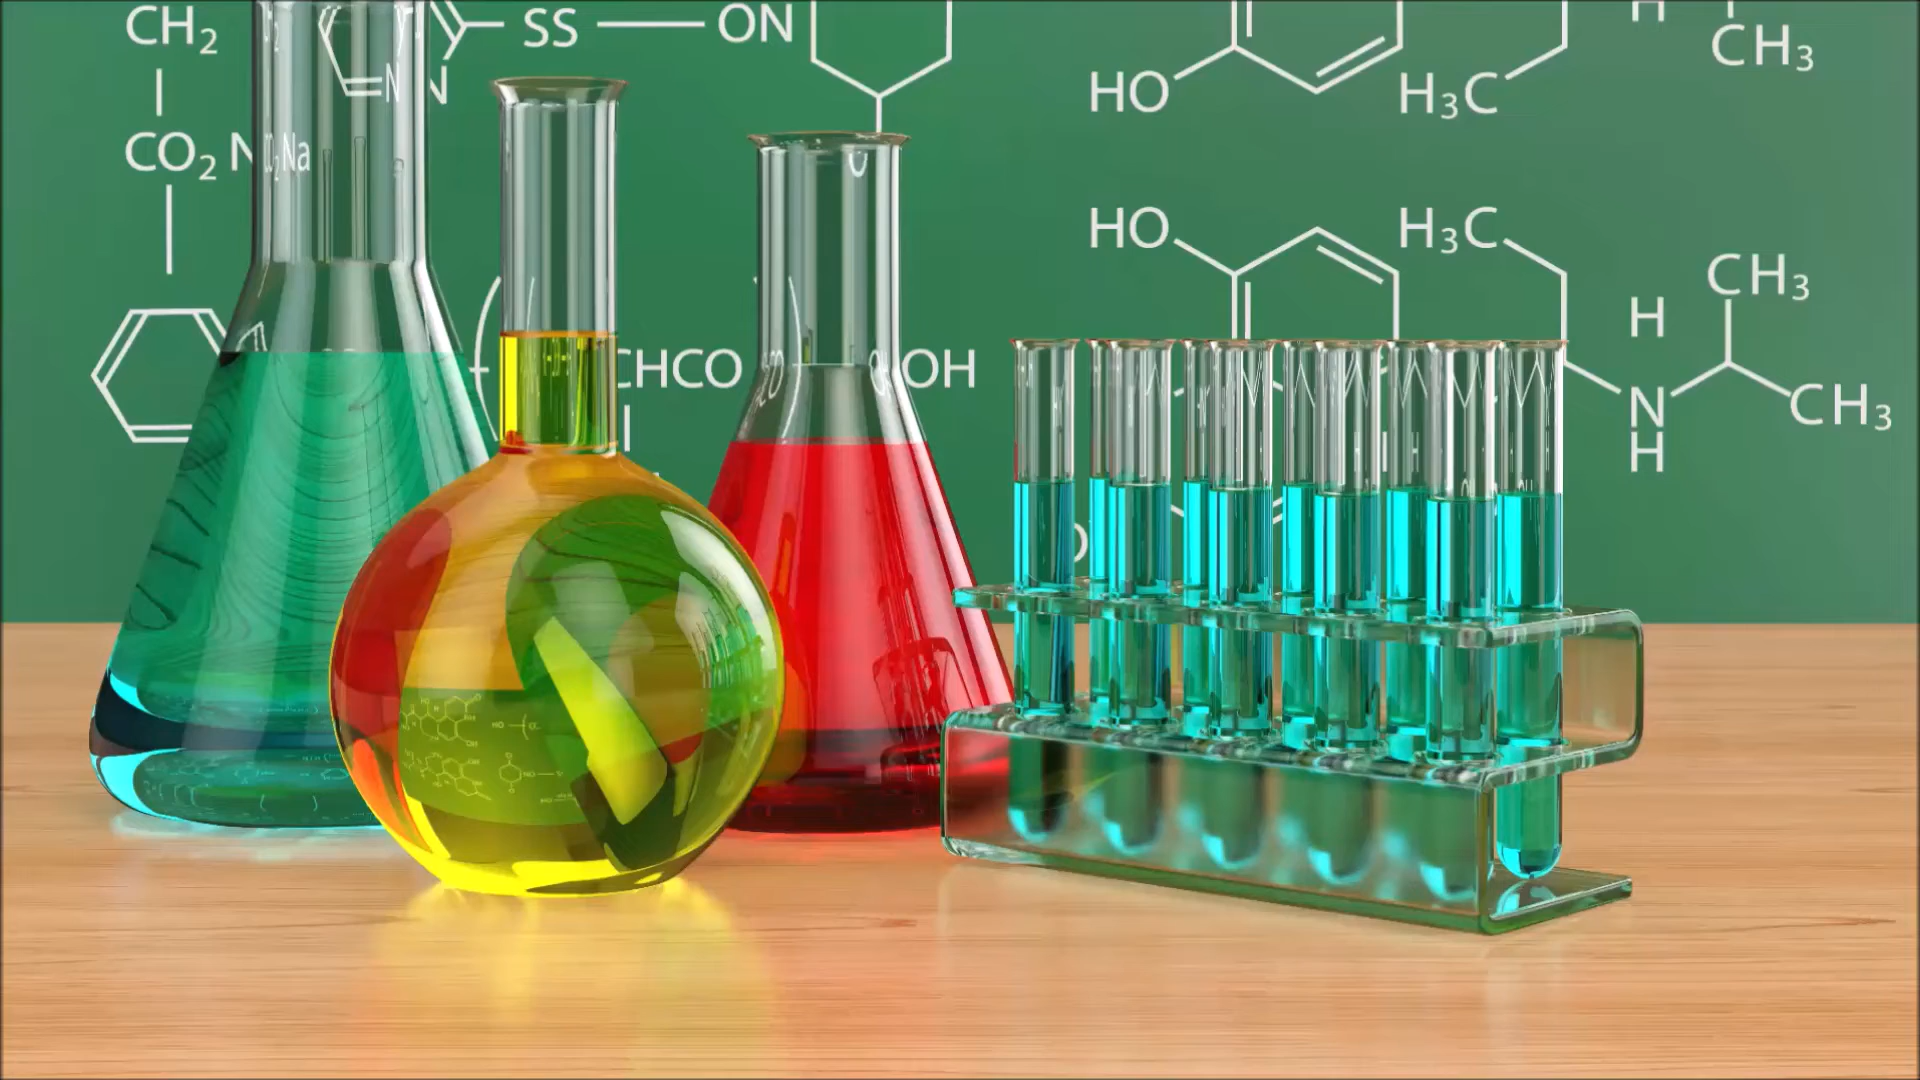 CH2 SS ON H CH3
HO H3C
CO2 Na
HO H3C
CH3
H
CHCO OH N CH3
H